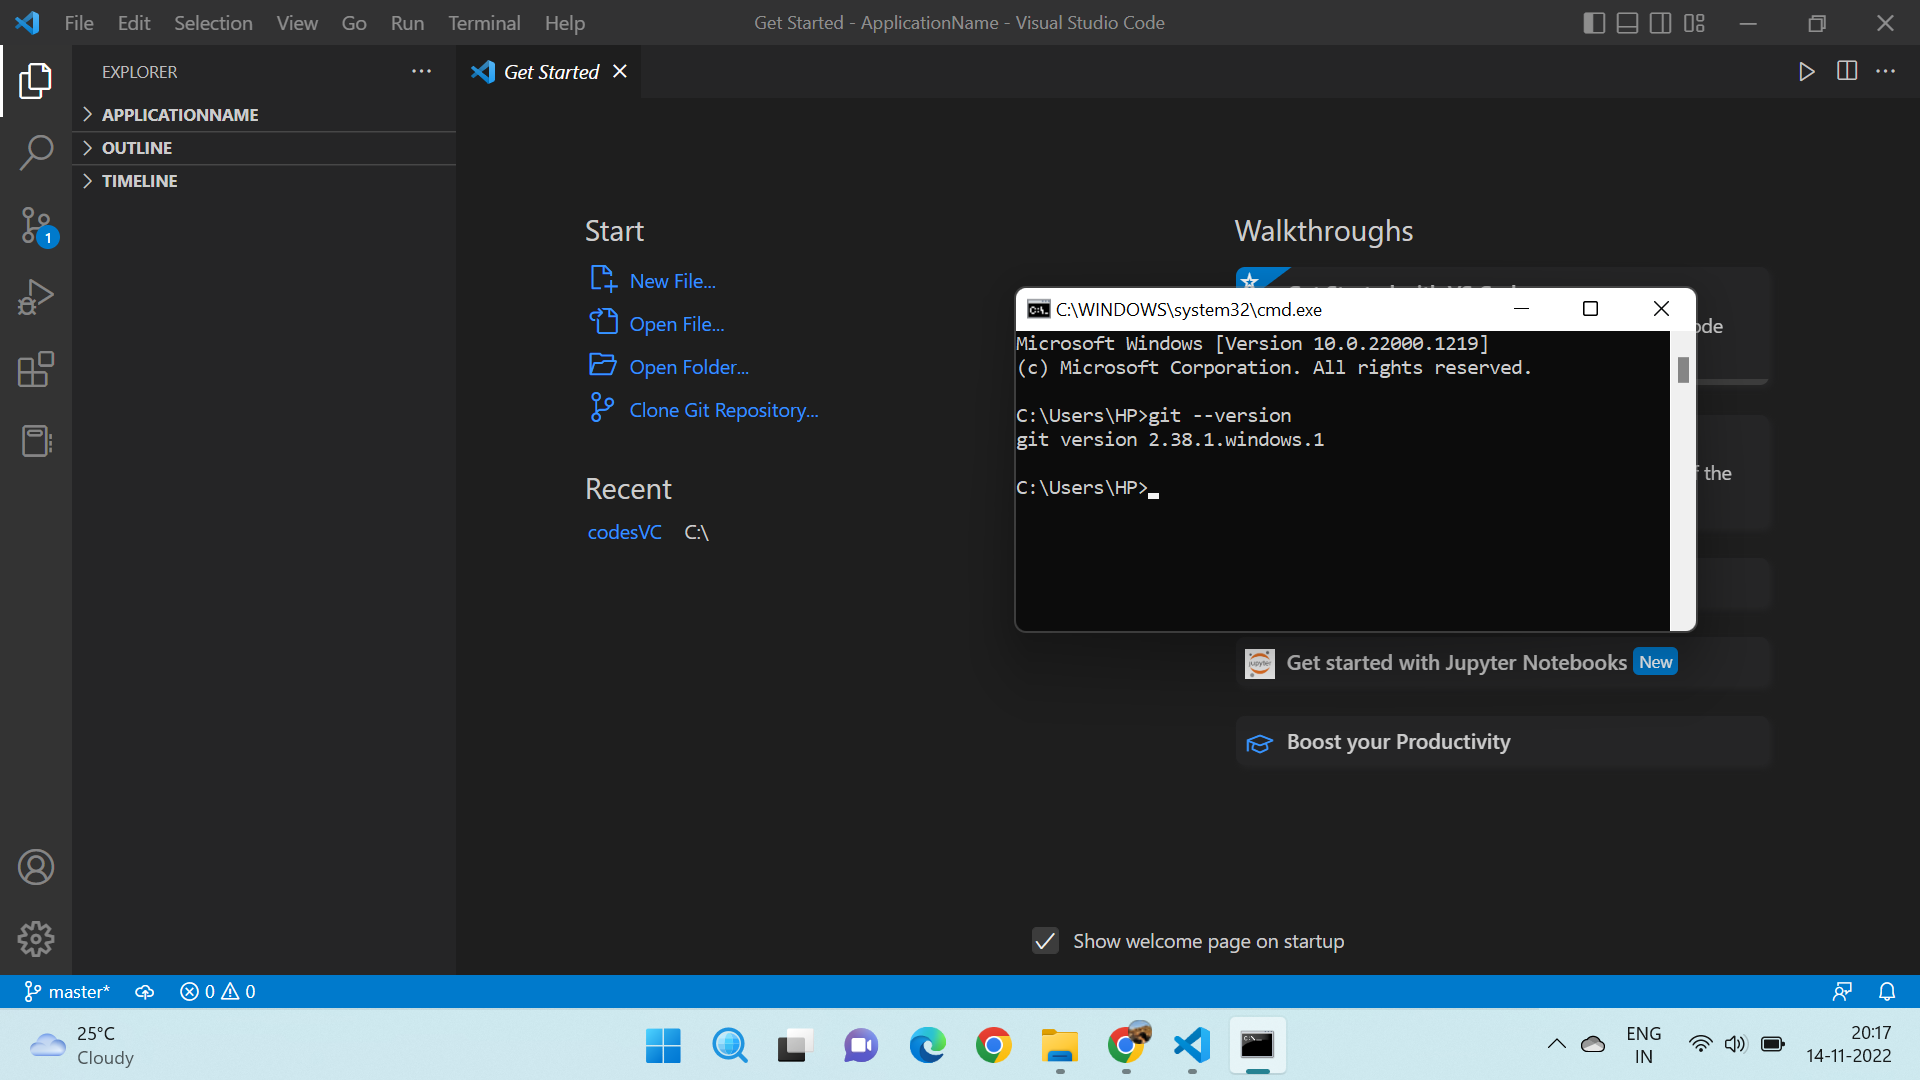 File Edit Selection View Go Run Terminal Help
Get Started - ApplicationName - Visual Studio Code
EXPLORER
Get Started
APPLICATIONNAME
OUTLINE
TIMELINE
1
Start
New File...
Open File...
Open Folder...
Clone Git Repository...
Recent
codesVC C:\
Walkthroughs
C:\WINDOWS\system32\cmd.exe
Microsoft Windows [Version 10.0.22000.1219]
(c) Microsoft Corporation. All rights reserved.
C:\Users\HP>git --version
git version 2.38.1.windows.1
C:\Users\HP>
the
Get started with Jupyter Notebooks New
Boost your Productivity
Show welcome page on startup
master* 0 0
25°C
Cloudy
ENG
IN
20:17
14-11-2022